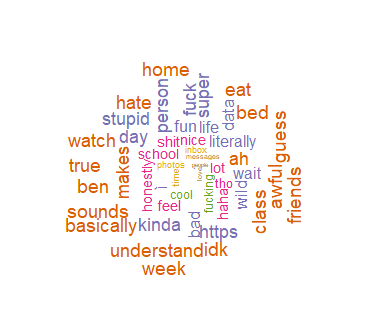 home
hate
person
fuck
super
eat
data
bed
guess
stupid
fun
life
watch
day
shit
nice
literally
true
makes
school
inbox
messages
ah
ben
honestly
photos
people
lot
wait
awful
time
love
sounds
cool
fucking
tho
wild
friends
feel
haha
class
basically
kinda
bad
https
understand
idk
week